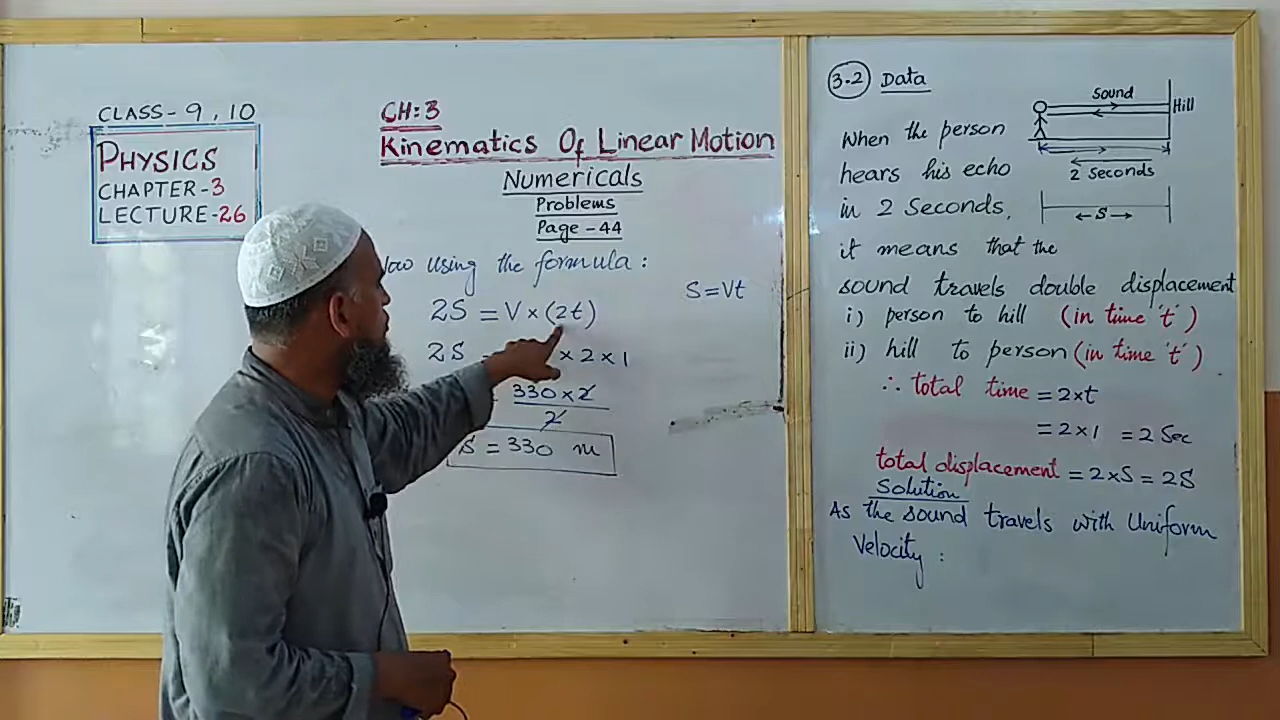 CLASS-9, 10
PHYSICS
CHAPTER-3
LECTURE-26
CH:3
Kinematics Of Linear Motion
Numericals
Problems
Page-44
using the formula:
2S = V×(2t)
S=Vt
2S = ×2×1
= 330×2
2
S = 330 m
3.2 Data
Sound
Hill
2 Seconds
←S→
When the person
hears his echo
in 2 Seconds,
it means that the
sound travels double displacement
i) person to hill (in time 't')
ii) hill to person (in time 't')
∴ total time = 2×t
= 2×1 = 2 Sec
total displacement = 2×S = 2S
Solution
As the sound travels with Uniform
Velocity: